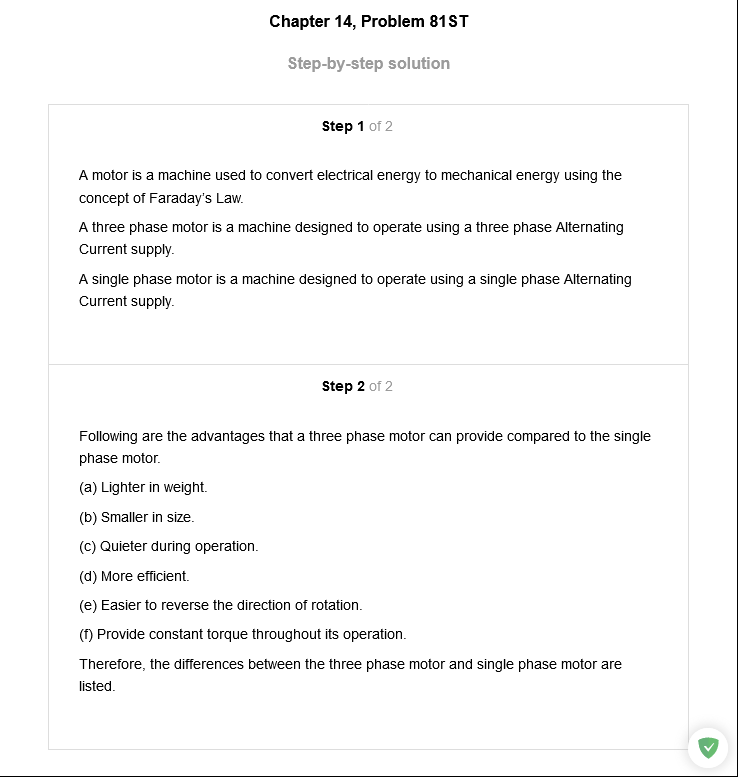 Chapter 14, Problem 81ST
Step-by-step solution
Step 1 of 2
A motor is a machine used to convert electrical energy to mechanical energy using the
concept of Faraday's Law.
A three phase motor is a machine designed to operate using a three phase Alternating
Current supply.
A single phase motor is a machine designed to operate using a single phase Alternating
Current supply.
Step 2 of 2
Following are the advantages that a three phase motor can provide compared to the single
phase motor.
(a) Lighter in weight.
(b) Smaller in size.
(c) Quieter during operation.
(d) More efficient.
(e) Easier to reverse the direction of rotation.
(f) Provide constant torque throughout its operation.
Therefore, the differences between the three phase motor and single phase motor are
listed.